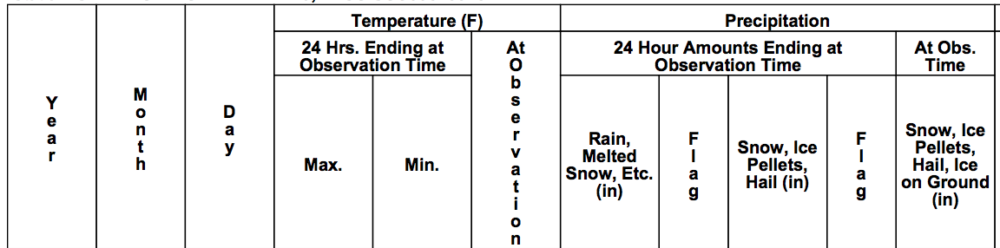 Temperature (F)
Precipitation
24 Hrs. Ending at
Observation Time
At
Observation
24 Hour Amounts Ending at
Observation Time
At Obs.
Time
Year
Month
Day
Max.
Min.
Rain,
Melted
Snow, Etc.
(in)
Flag
Snow, Ice
Pellets,
Hail (in)
Flag
Snow, Ice
Pellets,
Hail, Ice
on Ground
(in)